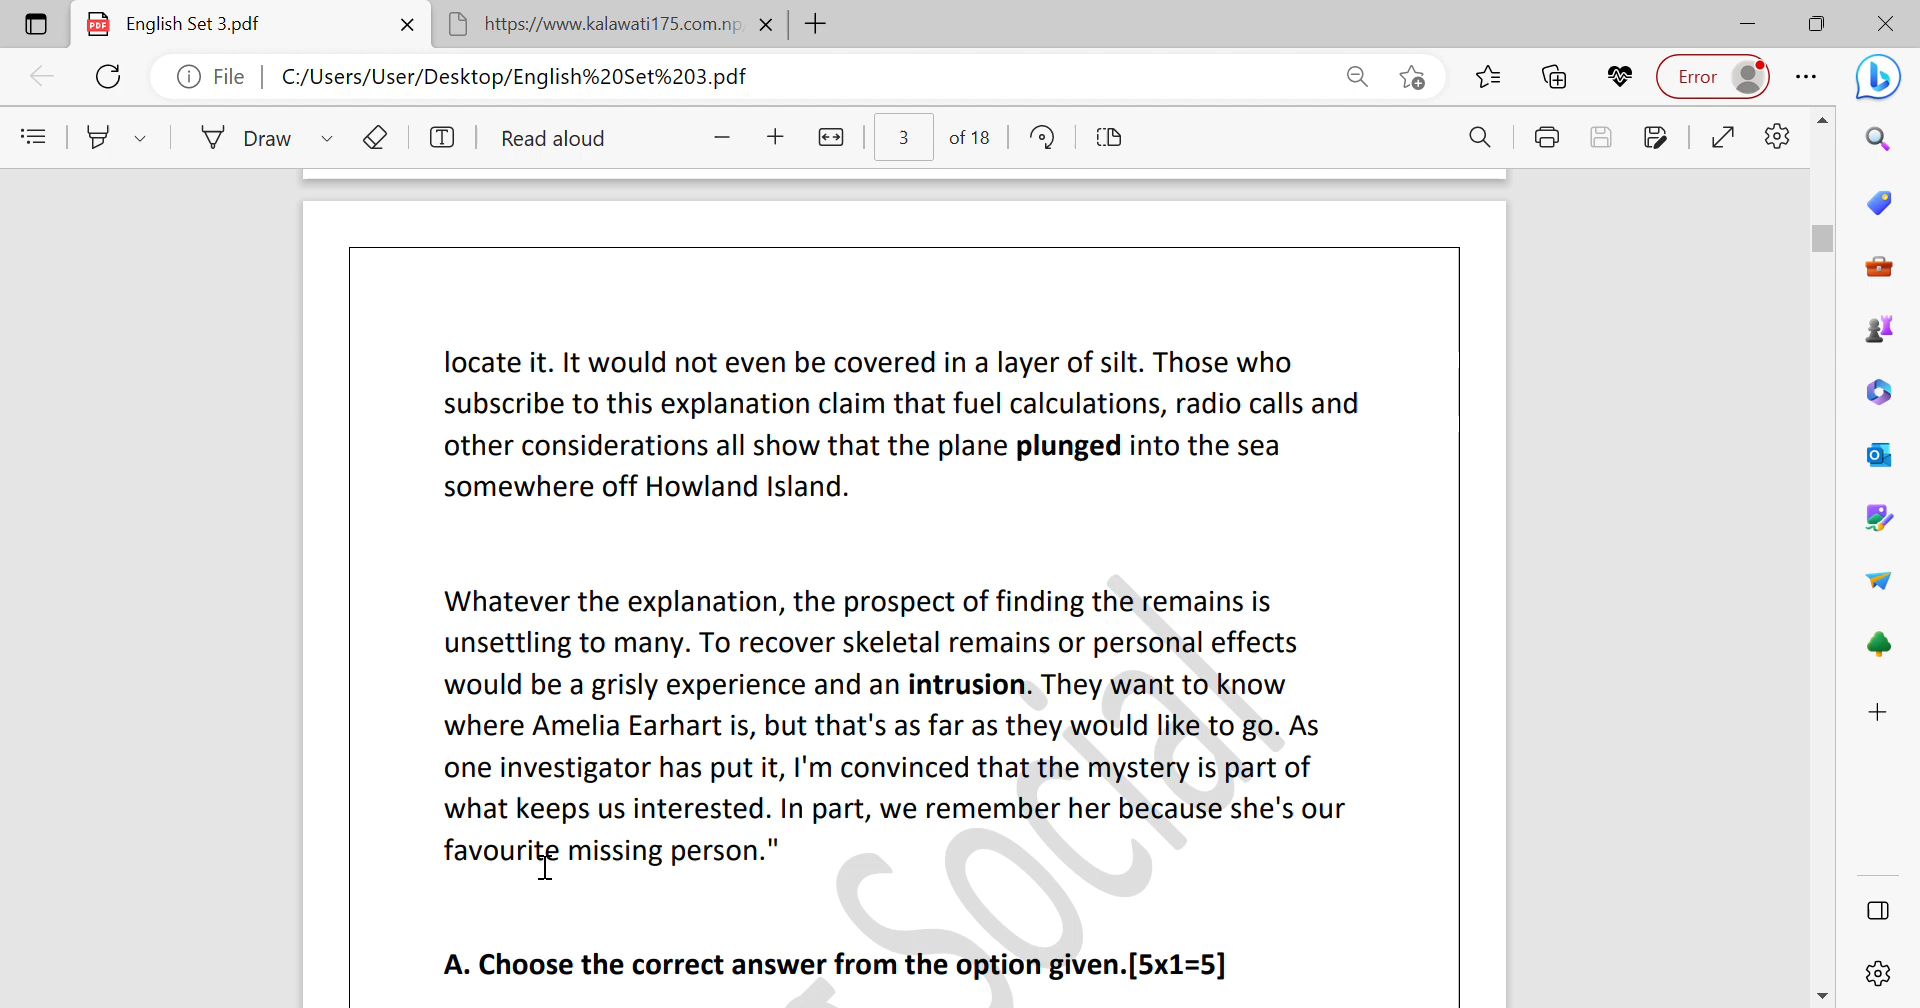 English Set 3.pdf
https://www.kalawati175.com.np/
File
C:/Users/User/Desktop/English%20Set%203.pdf
Error
Draw
Read aloud
3
of 18
locate it. It would not even be covered in a layer of silt. Those who
subscribe to this explanation claim that fuel calculations, radio calls and
other considerations all show that the plane plunged into the sea
somewhere off Howland Island.
Whatever the explanation, the prospect of finding the remains is
unsettling to many. To recover skeletal remains or personal effects
would be a grisly experience and an intrusion. They want to know
where Amelia Earhart is, but that's as far as they would like to go. As
one investigator has put it, I'm convinced that the mystery is part of
what keeps us interested. In part, we remember her because she's our
favourite missing person."
A. Choose the correct answer from the option given.[5x1=5]
Social